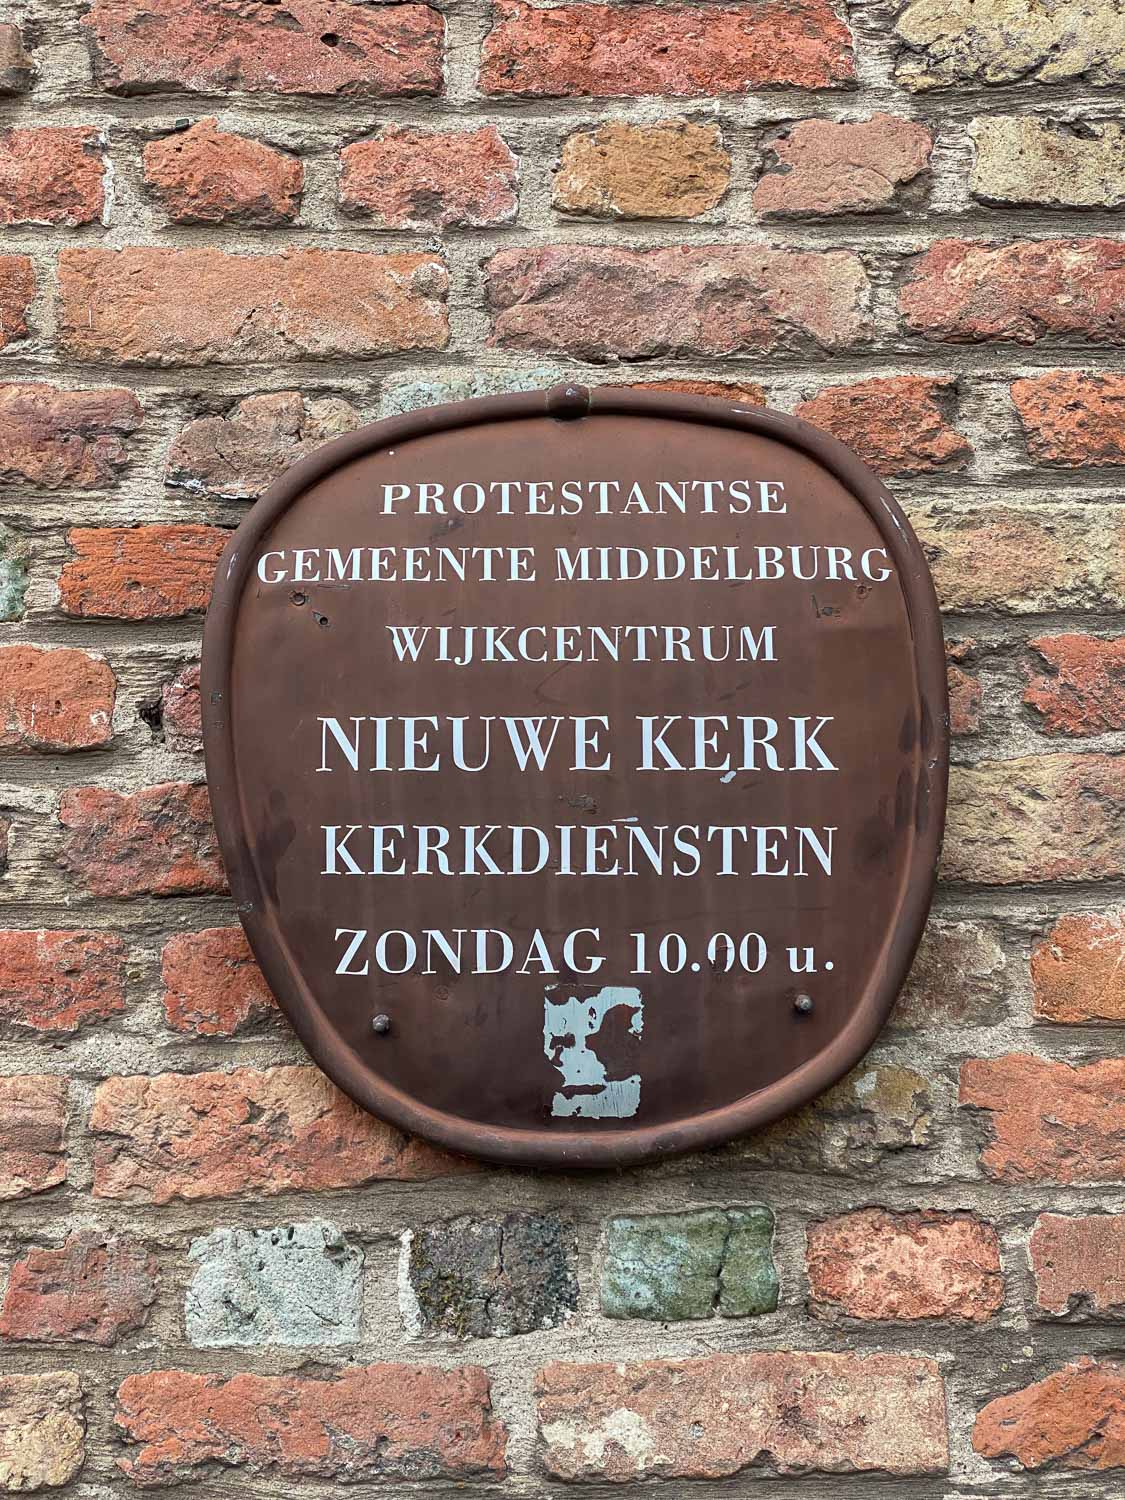 PROTESTANTSE
GEMEENTE MIDDELBURG
WIJKCENTRUM
NIEUWE KERK
KERKDIENSTEN
ZONDAG 10.00 u.